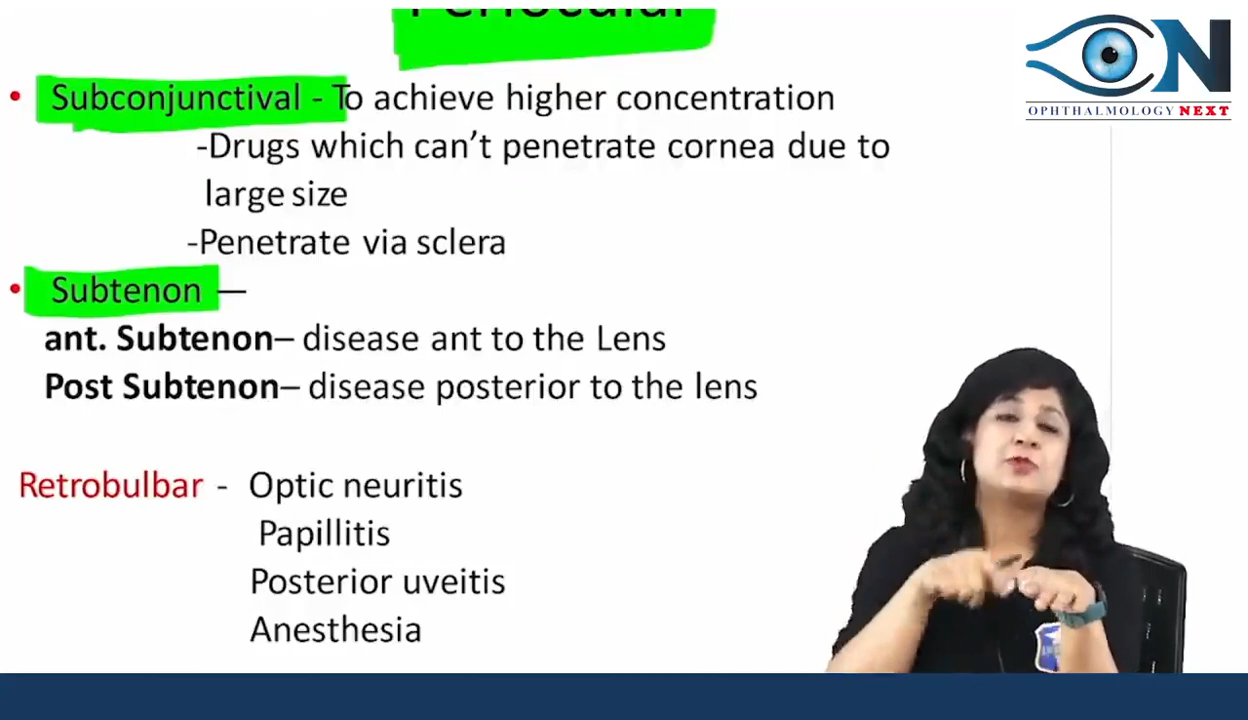 Periocular
• Subconjunctival - To achieve higher concentration
-Drugs which can’t penetrate cornea due to
large size
-Penetrate via sclera
• Subtenon —
ant. Subtenon– disease ant to the Lens
Post Subtenon– disease posterior to the lens
Retrobulbar - Optic neuritis
Papillitis
Posterior uveitis
Anesthesia
ON
OPHTHALMOLOGY NEXT